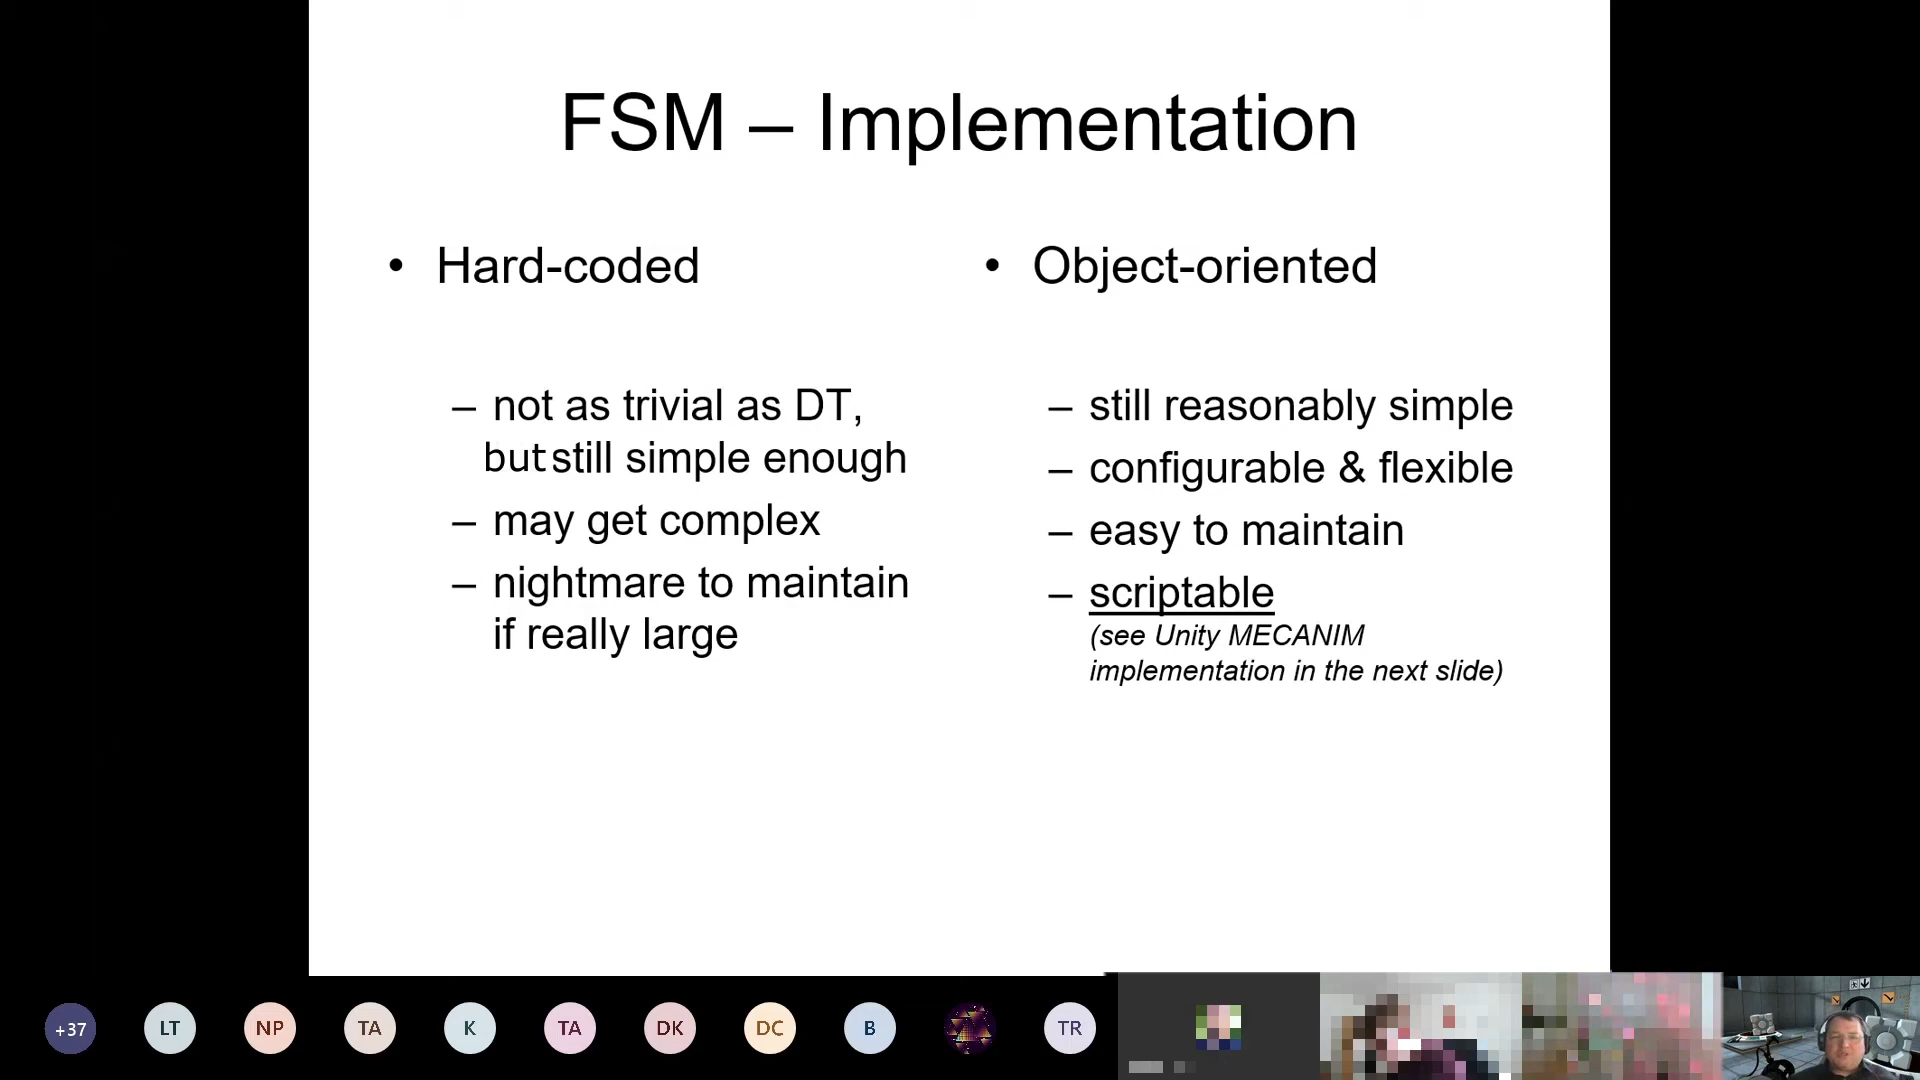 FSM – Implementation
• Hard-coded
– not as trivial as DT,
but still simple enough
– may get complex
– nightmare to maintain
if really large
• Object-oriented
– still reasonably simple
– configurable & flexible
– easy to maintain
– scriptable
(see Unity MECANIM
implementation in the next slide)
+37 LT NP TA K TA DK DC B TR